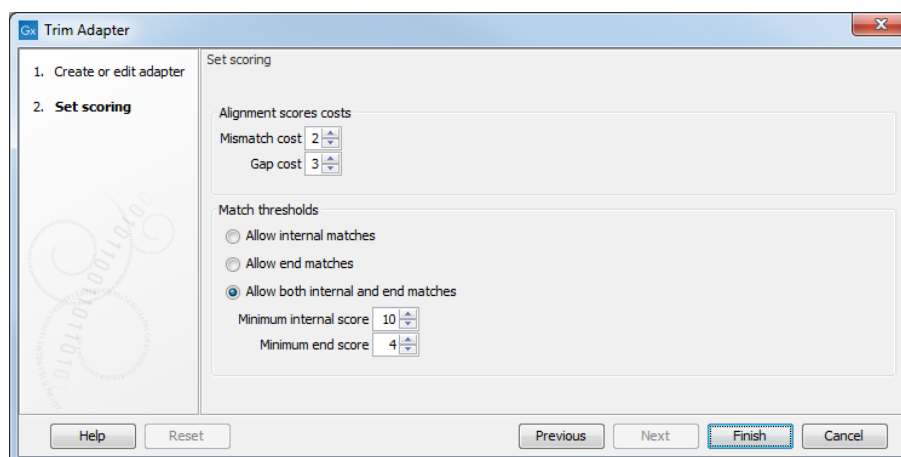 Gx Trim Adapter
1. Create or edit adapter
2. Set scoring
Set scoring
Alignment scores costs
Mismatch cost 2
Gap cost 3
Match thresholds
Allow internal matches
Allow end matches
Allow both internal and end matches
Minimum internal score 10
Minimum end score 4
Help Reset Previous Next Finish Cancel